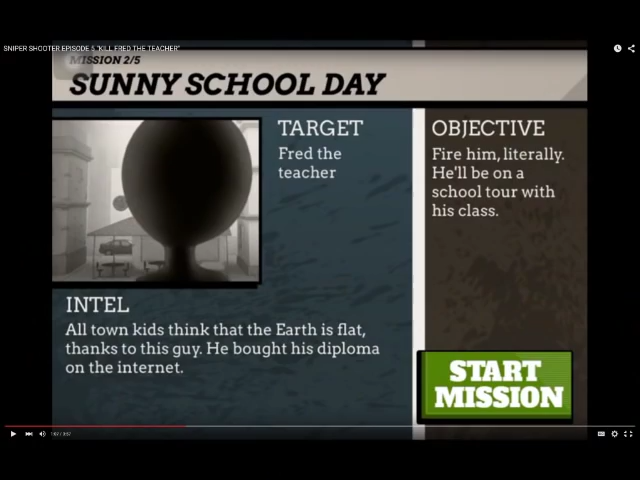 SNIPER SHOOTER EPISODE 5 "KILL FRED THE TEACHER"
MISSION 2/5
SUNNY SCHOOL DAY
TARGET
Fred the
teacher
OBJECTIVE
Fire him, literally.
He'll be on a
school tour with
his class.
INTEL
All town kids think that the Earth is flat,
thanks to this guy. He bought his diploma
on the internet.
START
MISSION